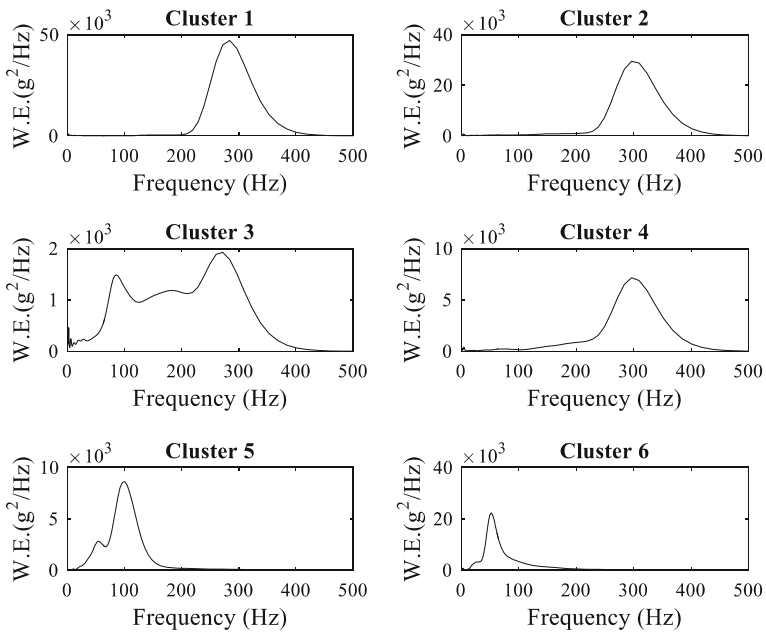 Cluster 1
×10³
50
0
W.E.(g²/Hz)
0 100 200 300 400 500
Frequency (Hz)
Cluster 2
×10³
40
20
0
W.E.(g²/Hz)
0 100 200 300 400 500
Frequency (Hz)
Cluster 3
×10³
2
1
0
W.E.(g²/Hz)
0 100 200 300 400 500
Frequency (Hz)
Cluster 4
×10³
10
5
0
W.E.(g²/Hz)
0 100 200 300 400 500
Frequency (Hz)
Cluster 5
×10³
10
5
0
W.E.(g²/Hz)
0 100 200 300 400 500
Frequency (Hz)
Cluster 6
×10³
40
20
0
W.E.(g²/Hz)
0 100 200 300 400 500
Frequency (Hz)